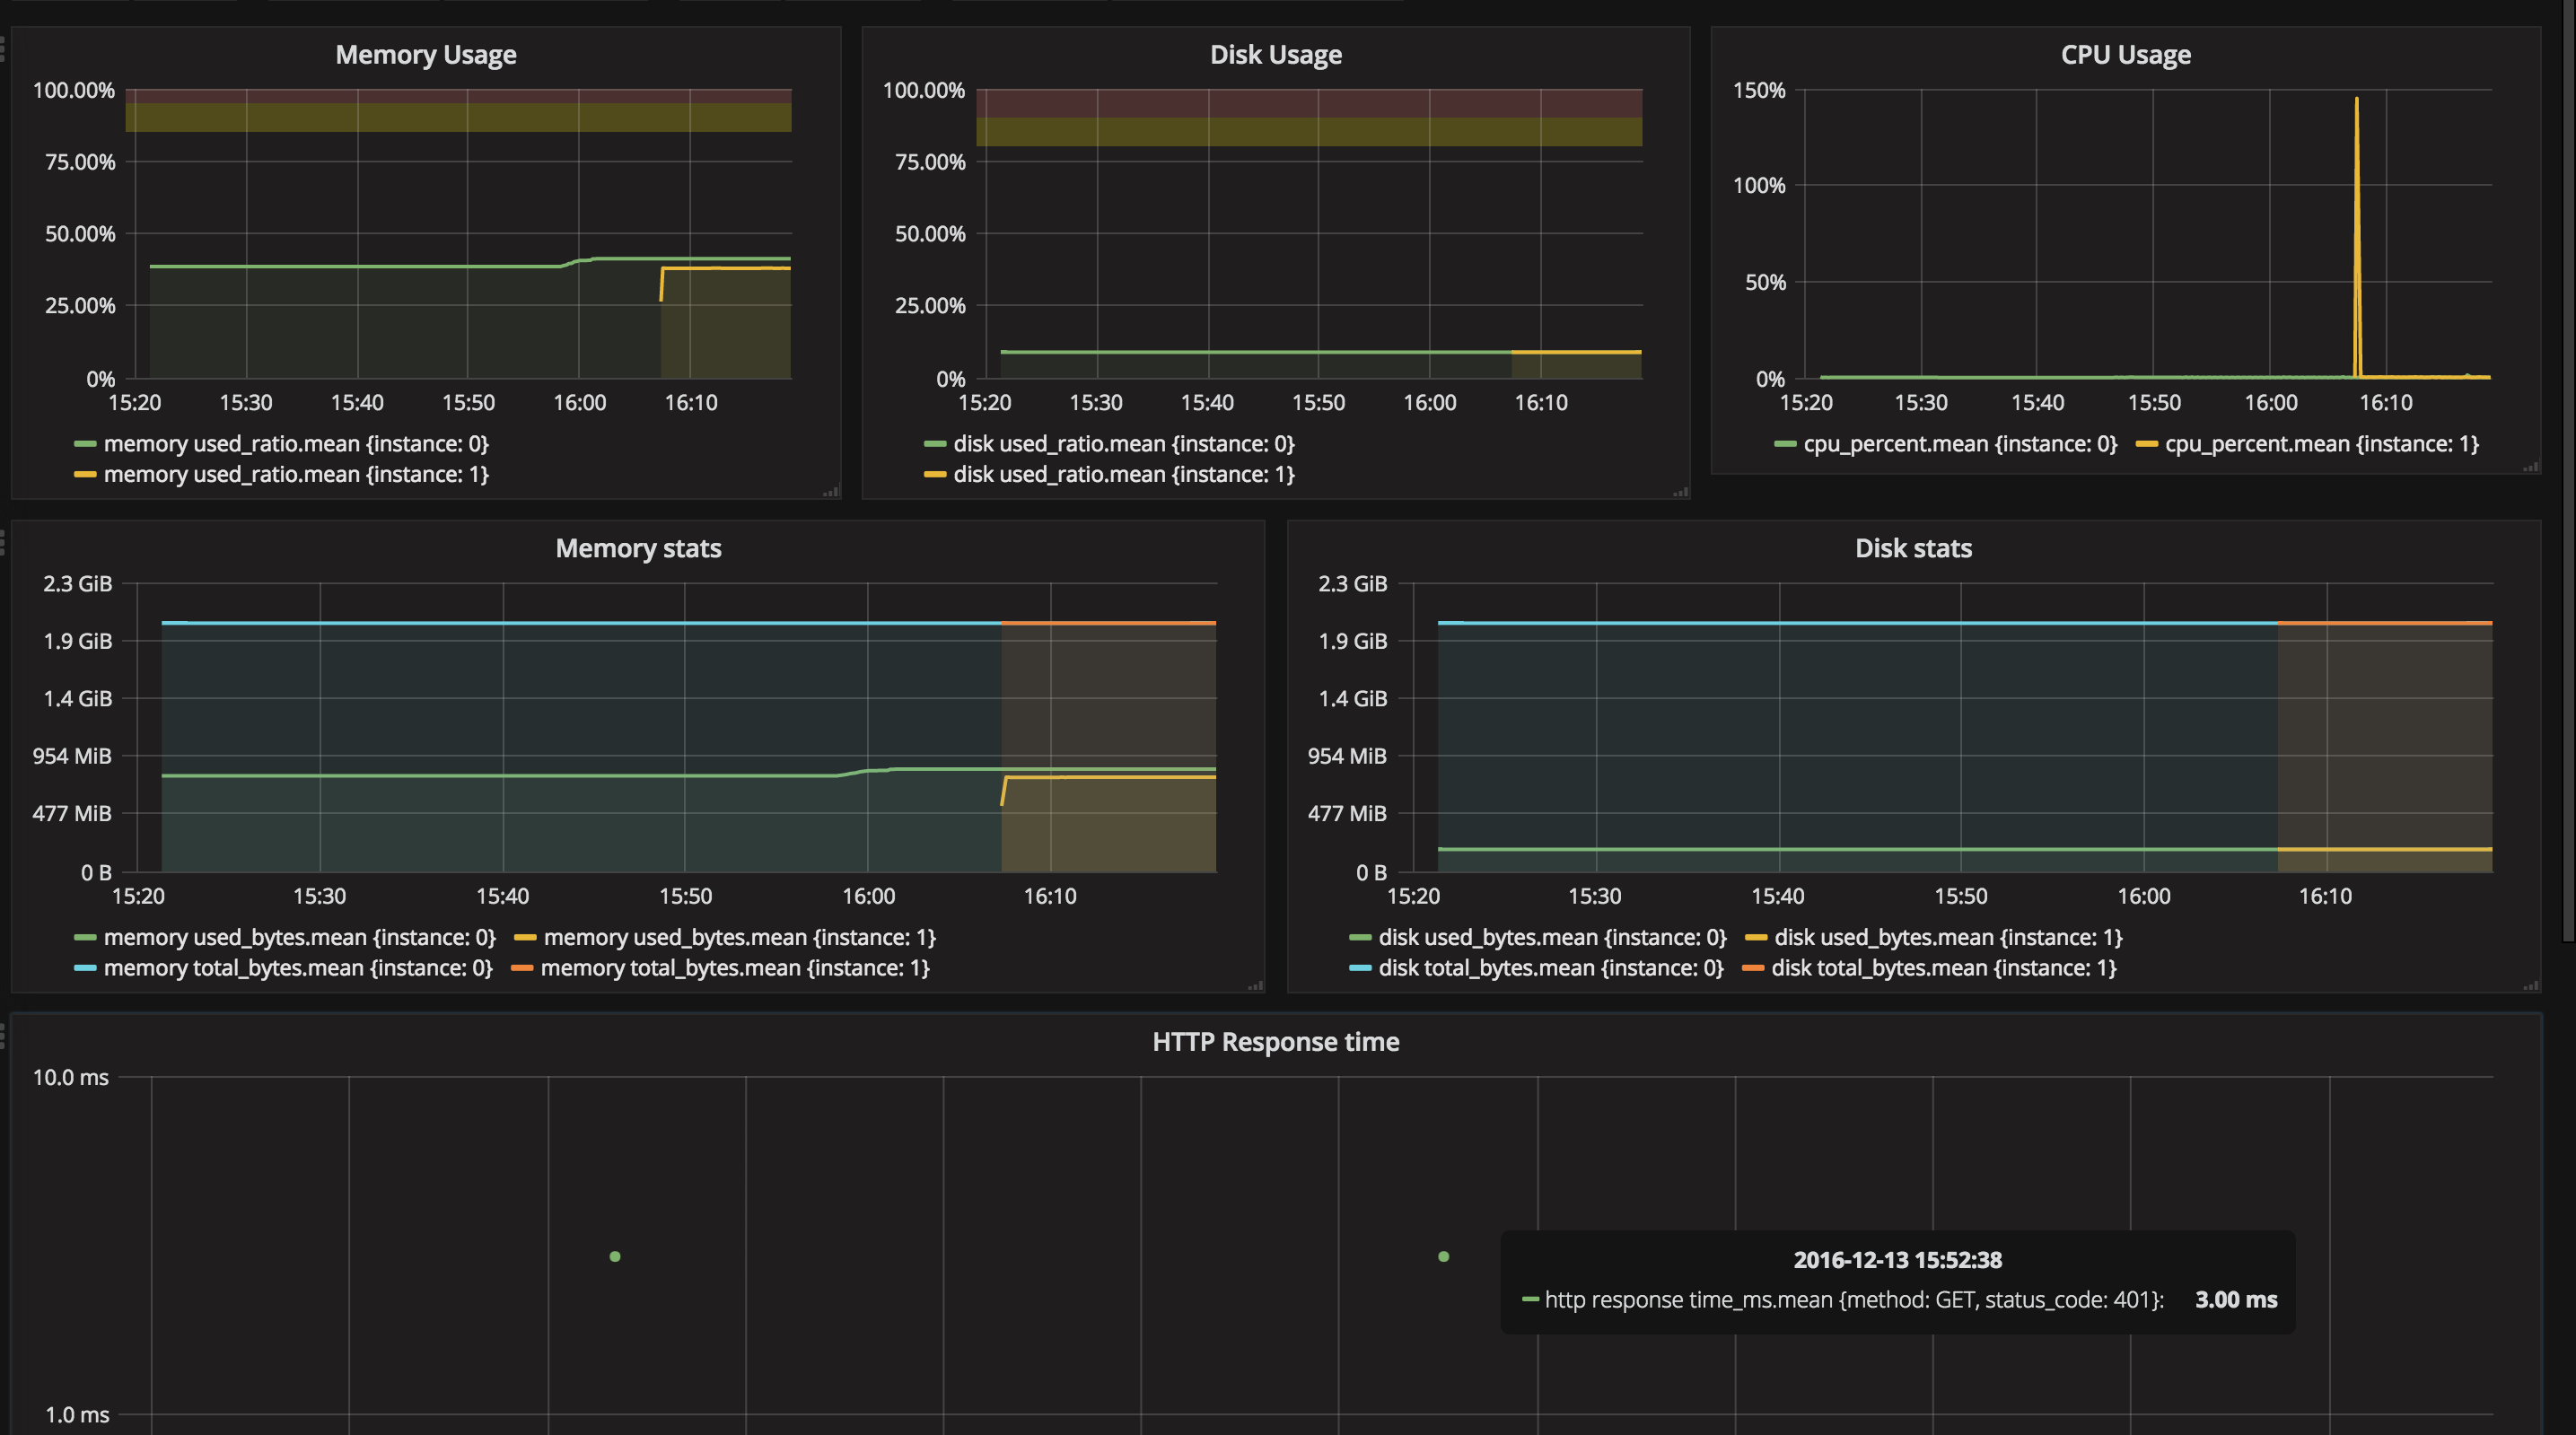 Memory Usage
100.00%
75.00%
50.00%
25.00%
0%
15:20 15:30 15:40 15:50 16:00 16:10
memory used_ratio.mean {instance: 0}
memory used_ratio.mean {instance: 1}
Disk Usage
100.00%
75.00%
50.00%
25.00%
0%
15:20 15:30 15:40 15:50 16:00 16:10
disk used_ratio.mean {instance: 0}
disk used_ratio.mean {instance: 1}
CPU Usage
150%
100%
50%
0%
15:20 15:30 15:40 15:50 16:00 16:10
cpu_percent.mean {instance: 0} cpu_percent.mean {instance: 1}
Memory stats
2.3 GiB
1.9 GiB
1.4 GiB
954 MiB
477 MiB
0 B
15:20 15:30 15:40 15:50 16:00 16:10
memory used_bytes.mean {instance: 0} memory used_bytes.mean {instance: 1}
memory total_bytes.mean {instance: 0} memory total_bytes.mean {instance: 1}
Disk stats
2.3 GiB
1.9 GiB
1.4 GiB
954 MiB
477 MiB
0 B
15:20 15:30 15:40 15:50 16:00 16:10
disk used_bytes.mean {instance: 0} disk used_bytes.mean {instance: 1}
disk total_bytes.mean {instance: 0} disk total_bytes.mean {instance: 1}
HTTP Response time
10.0 ms
2016-12-13 15:52:38
http response time_ms.mean {method: GET, status_code: 401}: 3.00 ms
1.0 ms